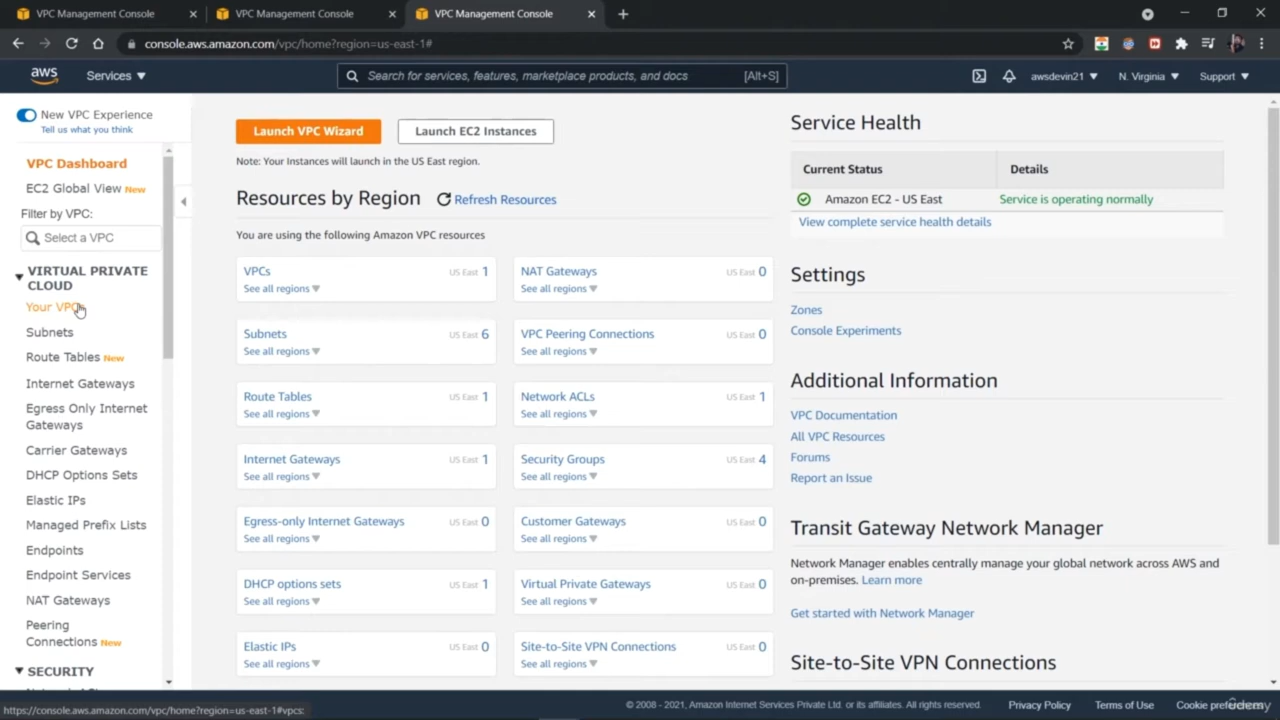 VPC Management Console
VPC Management Console
VPC Management Console
console.aws.amazon.com/vpc/home?region=us-east-1#
aws
Services
Search for services, features, marketplace products, and docs
[Alt+S]
awsdevin21
N. Virginia
Support
New VPC Experience
Tell us what you think
VPC Dashboard
EC2 Global View New
Filter by VPC:
Select a VPC
VIRTUAL PRIVATE
CLOUD
Your VPCs
Subnets
Route Tables New
Internet Gateways
Egress Only Internet
Gateways
Carrier Gateways
DHCP Options Sets
Elastic IPs
Managed Prefix Lists
Endpoints
Endpoint Services
NAT Gateways
Peering
Connections New
SECURITY
Launch VPC Wizard
Launch EC2 Instances
Note: Your Instances will launch in the US East region.
Resources by Region
Refresh Resources
You are using the following Amazon VPC resources
VPCs US East 1
See all regions
NAT Gateways US East 0
See all regions
Subnets US East 6
See all regions
VPC Peering Connections US East 0
See all regions
Route Tables US East 1
See all regions
Network ACLs US East 1
See all regions
Internet Gateways US East 1
See all regions
Security Groups US East 4
See all regions
Egress-only Internet Gateways US East 0
See all regions
Customer Gateways US East 0
See all regions
DHCP options sets US East 1
See all regions
Virtual Private Gateways US East 0
See all regions
Elastic IPs US East 0
See all regions
Site-to-Site VPN Connections US East 0
See all regions
Service Health
Current Status
Details
Amazon EC2 - US East
Service is operating normally
View complete service health details
Settings
Zones
Console Experiments
Additional Information
VPC Documentation
All VPC Resources
Forums
Report an Issue
Transit Gateway Network Manager
Network Manager enables centrally manage your global network across AWS and
on-premises. Learn more
Get started with Network Manager
Site-to-Site VPN Connections
https://console.aws.amazon.com/vpc/home?region=us-east-1#vpcs:
© 2008 - 2021, Amazon Internet Services Private Ltd. or its affiliates. All rights reserved.
Privacy Policy
Terms of Use
Cookie preferences
Udemy